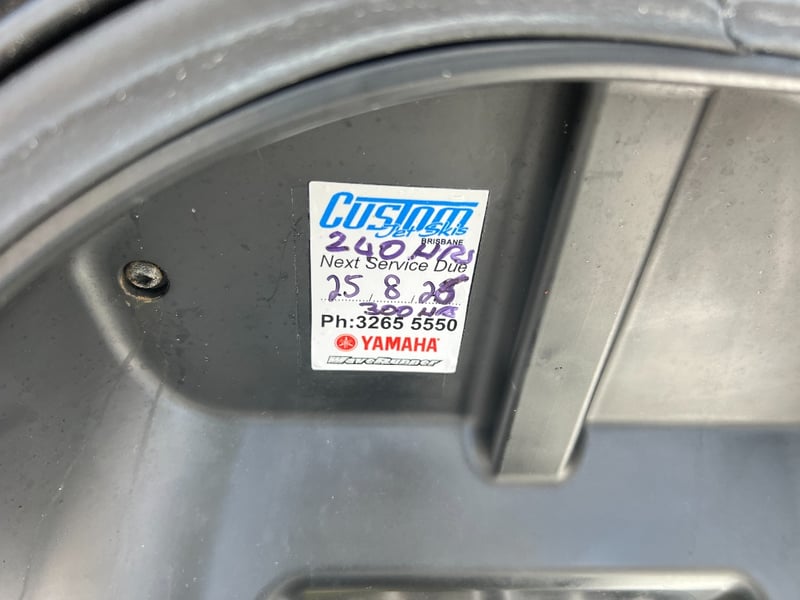 CUSTOM
Jet Skis
BRISBANE
240 HRS
Next Service Due
25 / 8 / 25
300 HRS
Ph:3265 5550
YAMAHA
WaveRunner